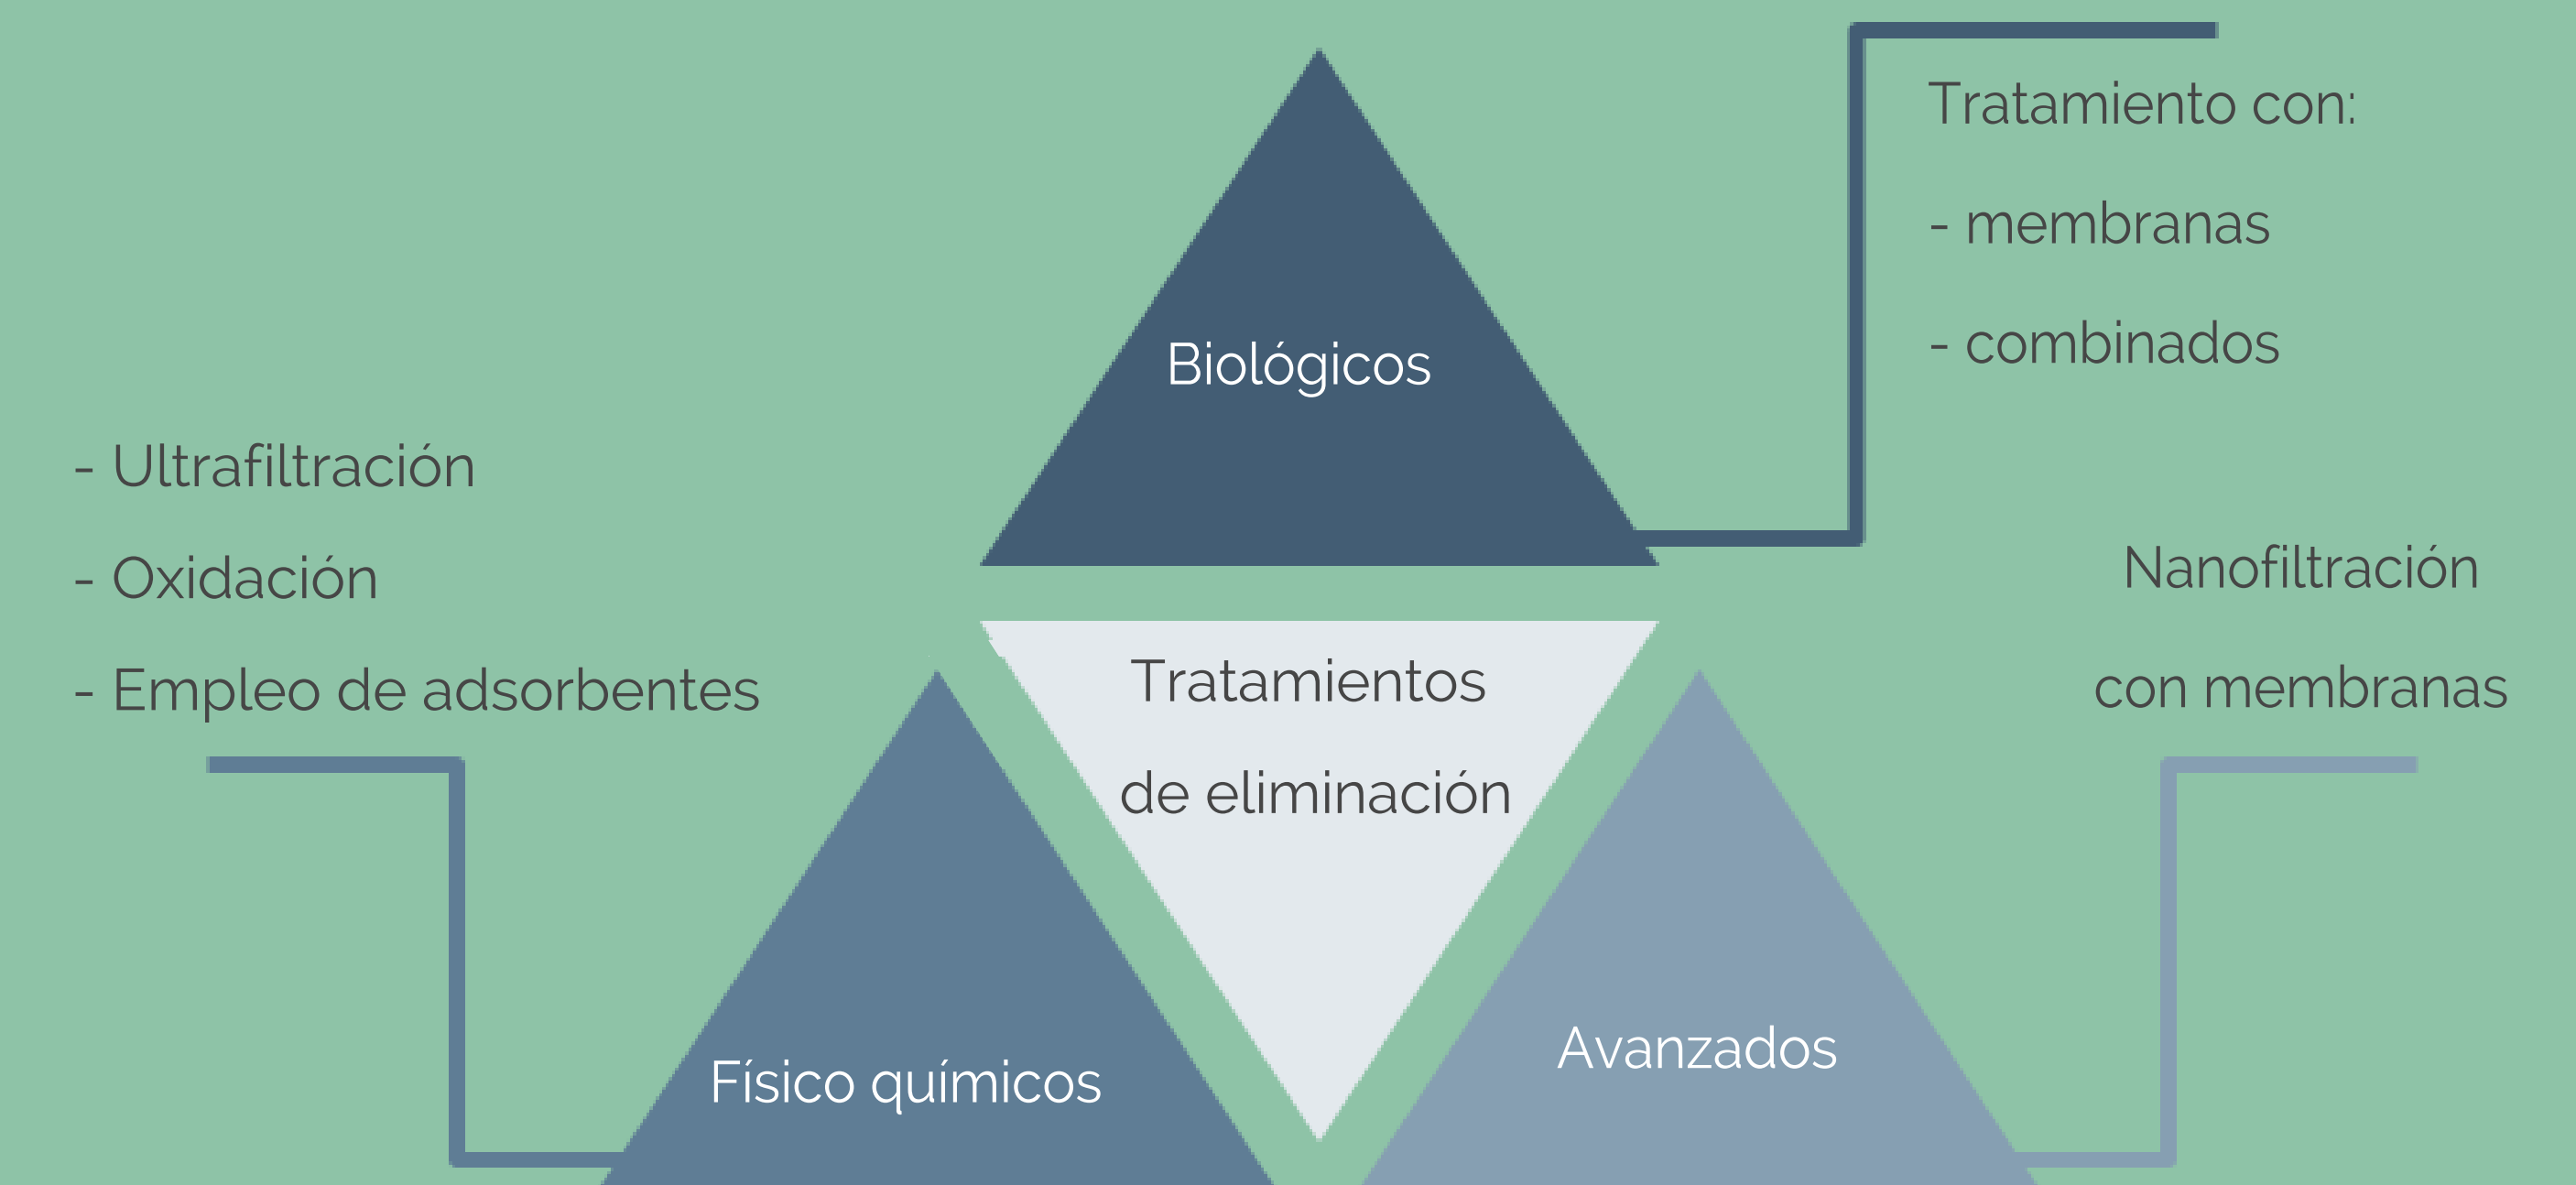 Tratamiento con:
- membranas
- combinados
Biológicos
- Ultrafiltración
- Oxidación
- Empleo de adsorbentes
Tratamientos
de eliminación
Nanofiltración
con membranas
Físico químicos
Avanzados